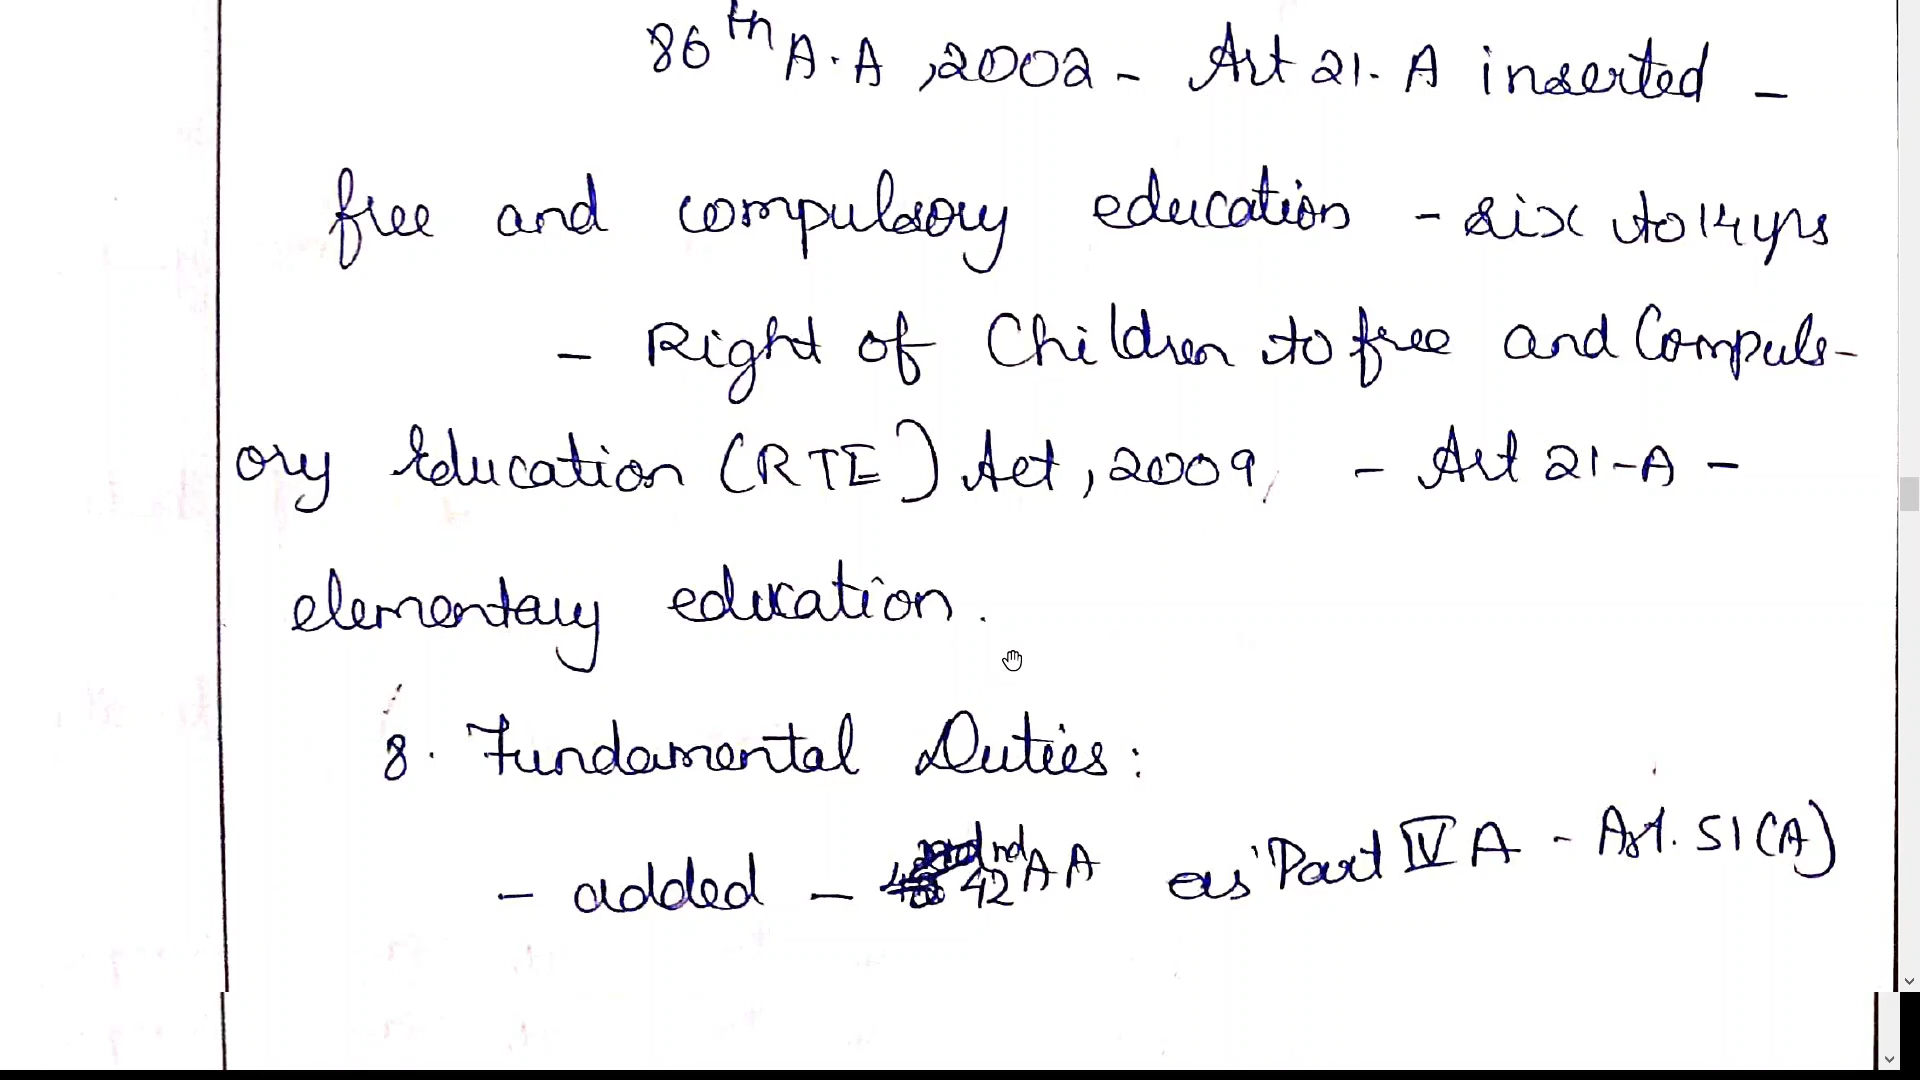 86th A.A, 2002 - Art 21-A inserted -
free and compulsory education - six to 14 yrs
- Right of Children to free and Compuls-
ory Education (RTE) Act, 2009, - Art 21-A -
elementary education.
8. Fundamental Duties:
- added - 42nd AA as Part IV A - Art. 51(A)